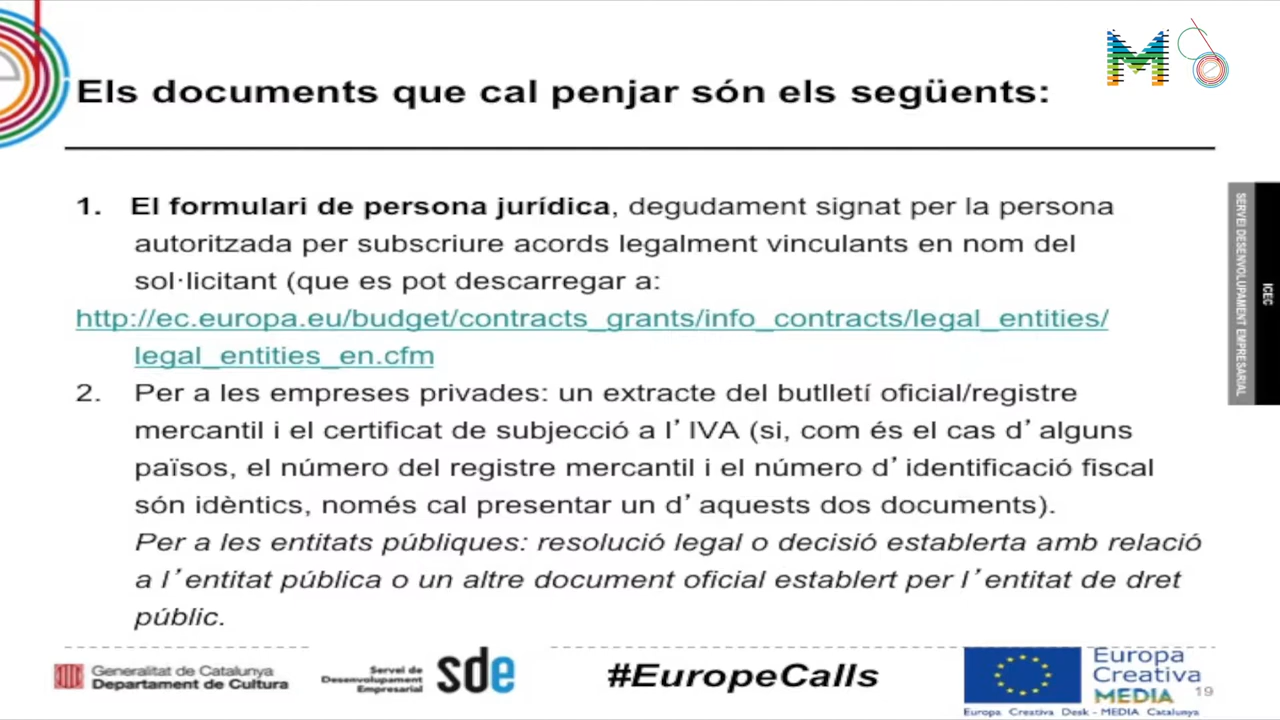 Els documents que cal penjar són els següents:
1. El formulari de persona jurídica, degudament signat per la persona
autoritzada per subscriure acords legalment vinculants en nom del
sol·licitant (que es pot descarregar a:
http://ec.europa.eu/budget/contracts_grants/info_contracts/legal_entities/
legal_entities_en.cfm
2. Per a les empreses privades: un extracte del butlletí oficial/registre
mercantil i el certificat de subjecció a l’IVA (si, com és el cas d’alguns
països, el número del registre mercantil i el número d’identificació fiscal
són idèntics, només cal presentar un d’aquests dos documents).
Per a les entitats públiques: resolució legal o decisió establerta amb relació
a l’entitat pública o un altre document oficial establert per l’entitat de dret
públic.
SERVEI DESENVOLUPAMENT EMPRESARIAL
ICEC
Generalitat de Catalunya
Departament de Cultura
Servei de
Desenvolupament
Empresarial
sde
#EuropeCalls
Europa
Creativa
MEDIA
Europa Creativa Desk - MEDIA Catalunya
19